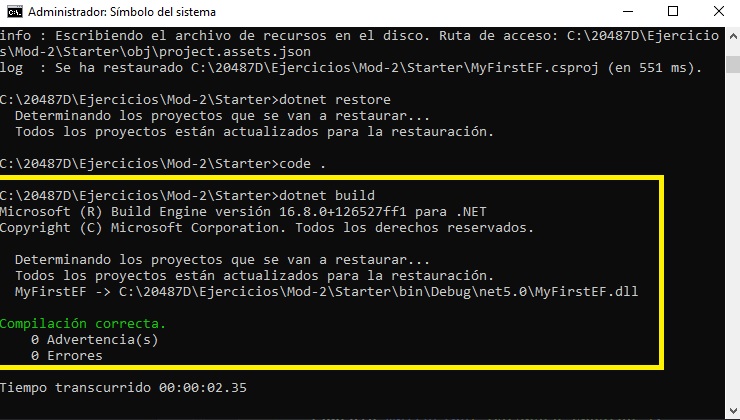 Administrador: Símbolo del sistema
info : Escribiendo el archivo de recursos en el disco. Ruta de acceso: C:\20487D\Ejercicio
s\Mod-2\Starter\obj\project.assets.json
log  : Se ha restaurado C:\20487D\Ejercicios\Mod-2\Starter\MyFirstEF.csproj (en 551 ms).
C:\20487D\Ejercicios\Mod-2\Starter>dotnet restore
  Determinando los proyectos que se van a restaurar...
  Todos los proyectos están actualizados para la restauración.
C:\20487D\Ejercicios\Mod-2\Starter>code .
C:\20487D\Ejercicios\Mod-2\Starter>dotnet build
Microsoft (R) Build Engine versión 16.8.0+126527ff1 para .NET
Copyright (C) Microsoft Corporation. Todos los derechos reservados.
  Determinando los proyectos que se van a restaurar...
  Todos los proyectos están actualizados para la restauración.
  MyFirstEF -> C:\20487D\Ejercicios\Mod-2\Starter\bin\Debug\net5.0\MyFirstEF.dll
Compilación correcta.
    0 Advertencia(s)
    0 Errores
Tiempo transcurrido 00:00:02.35